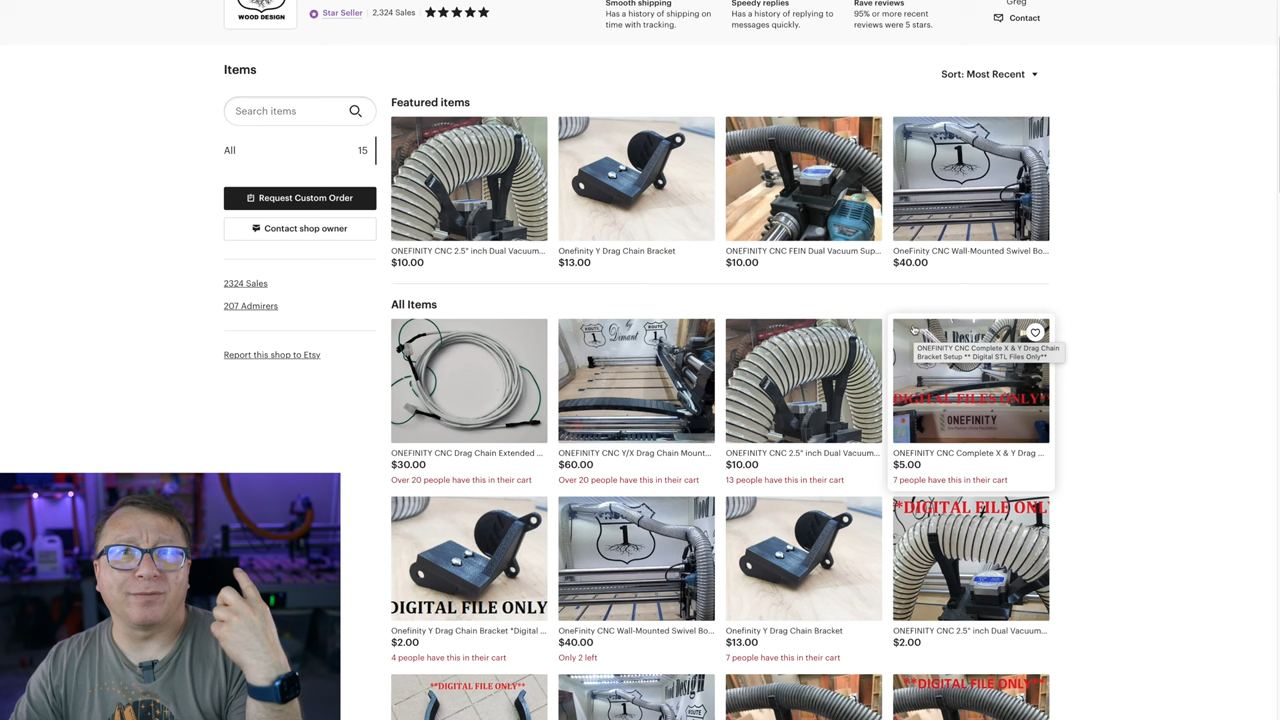 WOOD DESIGN
Star Seller
2,324 Sales
Smooth shipping
Has a history of shipping on
time with tracking.
Speedy replies
Has a history of replying to
messages quickly.
Rave reviews
95% or more recent
reviews were 5 stars.
Greg
Contact
Items
Sort: Most Recent
Search items
All 15
Request Custom Order
Contact shop owner
2324 Sales
207 Admirers
Report this shop to Etsy
Featured items
ONEFINITY CNC 2.5" inch Dual Vacuum...
$10.00
Onefinity Y Drag Chain Bracket
$13.00
ONEFINITY CNC FEIN Dual Vacuum Sup...
$10.00
1
OneFinity CNC Wall-Mounted Swivel Bo...
$40.00
All Items
ONEFINITY CNC Drag Chain Extended ...
$30.00
Over 20 people have this in their cart
ROUTE
1
ROUTE
1
ONEFINITY CNC Y/X Drag Chain Mount...
$60.00
Over 20 people have this in their cart
ONEFINITY CNC 2.5" inch Dual Vacuum...
$10.00
13 people have this in their cart
ONEFINITY CNC Complete X & Y Drag Chain
Bracket Setup ** Digital STL Files Only**
DIGITAL FILES ONLY*
ONEFINITY
ONEFINITY CNC Complete X & Y Drag ...
$5.00
7 people have this in their cart
DIGITAL FILE ONLY
Onefinity Y Drag Chain Bracket *Digital ...
$2.00
4 people have this in their cart
1
OneFinity CNC Wall-Mounted Swivel Bo...
$40.00
Only 2 left
Onefinity Y Drag Chain Bracket
$13.00
7 people have this in their cart
*DIGITAL FILE ONL
ONEFINITY CNC 2.5" inch Dual Vacuum...
$2.00
**DIGITAL FILE ONLY**
ROUTE
**DIGITAL FILE ONLY**